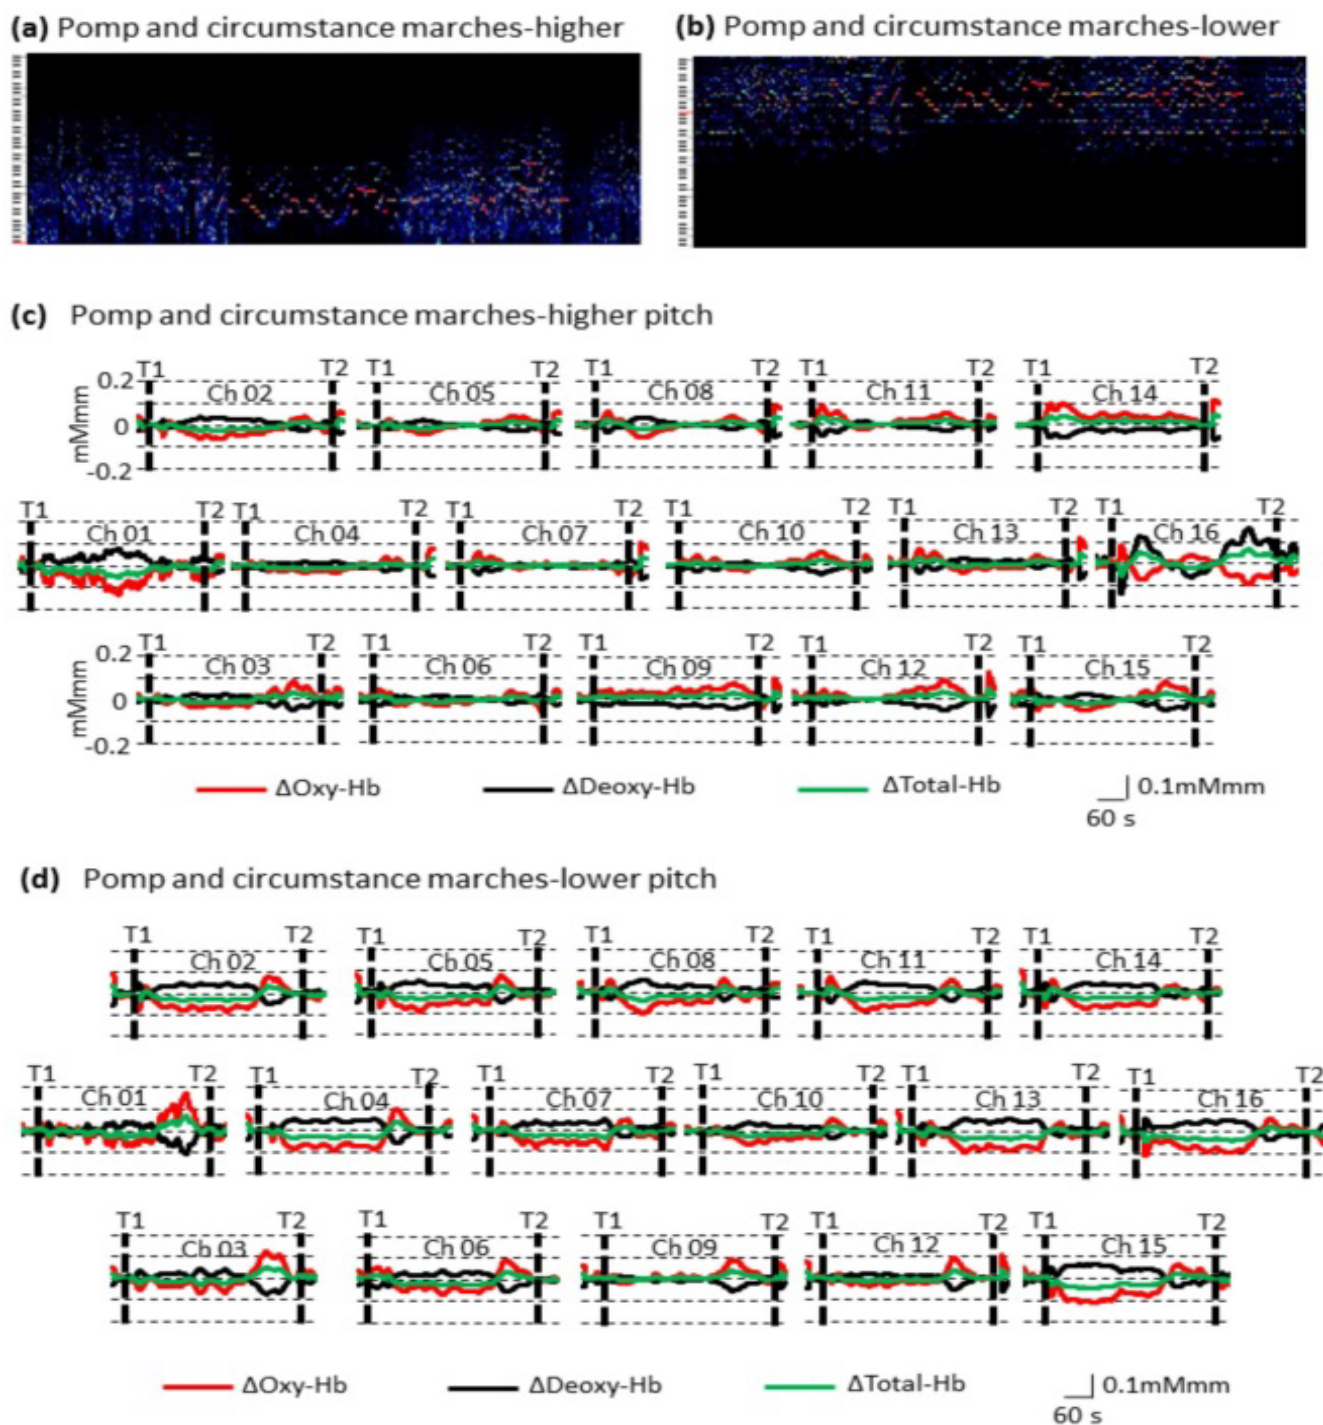 (a) Pomp and circumstance marches-higher
(b) Pomp and circumstance marches-lower
(c) Pomp and circumstance marches-higher pitch
T1 T2 T1 T2 T1 T2 T1 T2 T1 T2
0.2
Ch 02 Ch 05 Ch 08 Ch 11 Ch 14
mMmm
0
-0.2
T1 T2 T1 T2 T1 T2 T1 T2 T1 T2 T1 T2
Ch 01 Ch 04 Ch 07 Ch 10 Ch 13 Ch 16
T1 T2 T1 T2 T1 T2 T1 T2 T1 T2
0.2
Ch 03 Ch 06 Ch 09 Ch 12 Ch 15
mMmm
0
-0.2
ΔOxy-Hb ΔDeoxy-Hb ΔTotal-Hb 0.1mMmm
60 s
(d) Pomp and circumstance marches-lower pitch
T1 T2 T1 T2 T1 T2 T1 T2 T1 T2
Ch 02 Ch 05 Ch 08 Ch 11 Ch 14
T1 T2 T1 T2 T1 T2 T1 T2 T1 T2 T1 T2
Ch 01 Ch 04 Ch 07 Ch 10 Ch 13 Ch 16
T1 T2 T1 T2 T1 T2 T1 T2 T1 T2
Ch 03 Ch 06 Ch 09 Ch 12 Ch 15
ΔOxy-Hb ΔDeoxy-Hb ΔTotal-Hb 0.1mMmm
60 s